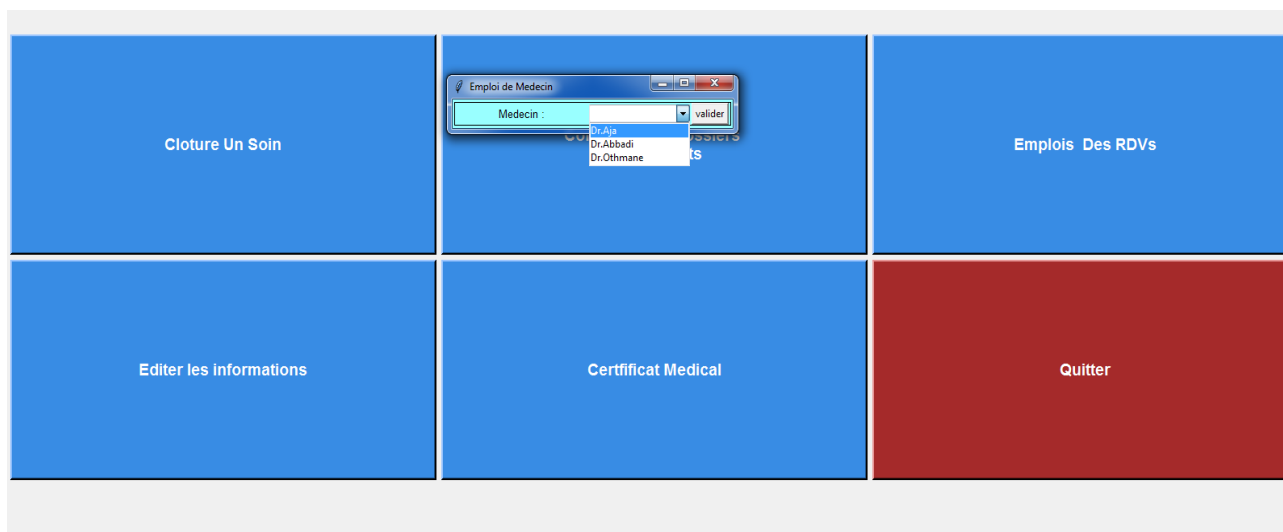 Emploi de Medecin
Medecin :
valider
Dr.Aja
Dr.Abbadi
Dr.Othmane
Cloture Un Soin
Emplois Des RDVs
Editer les informations
Certfificat Medical
Quitter